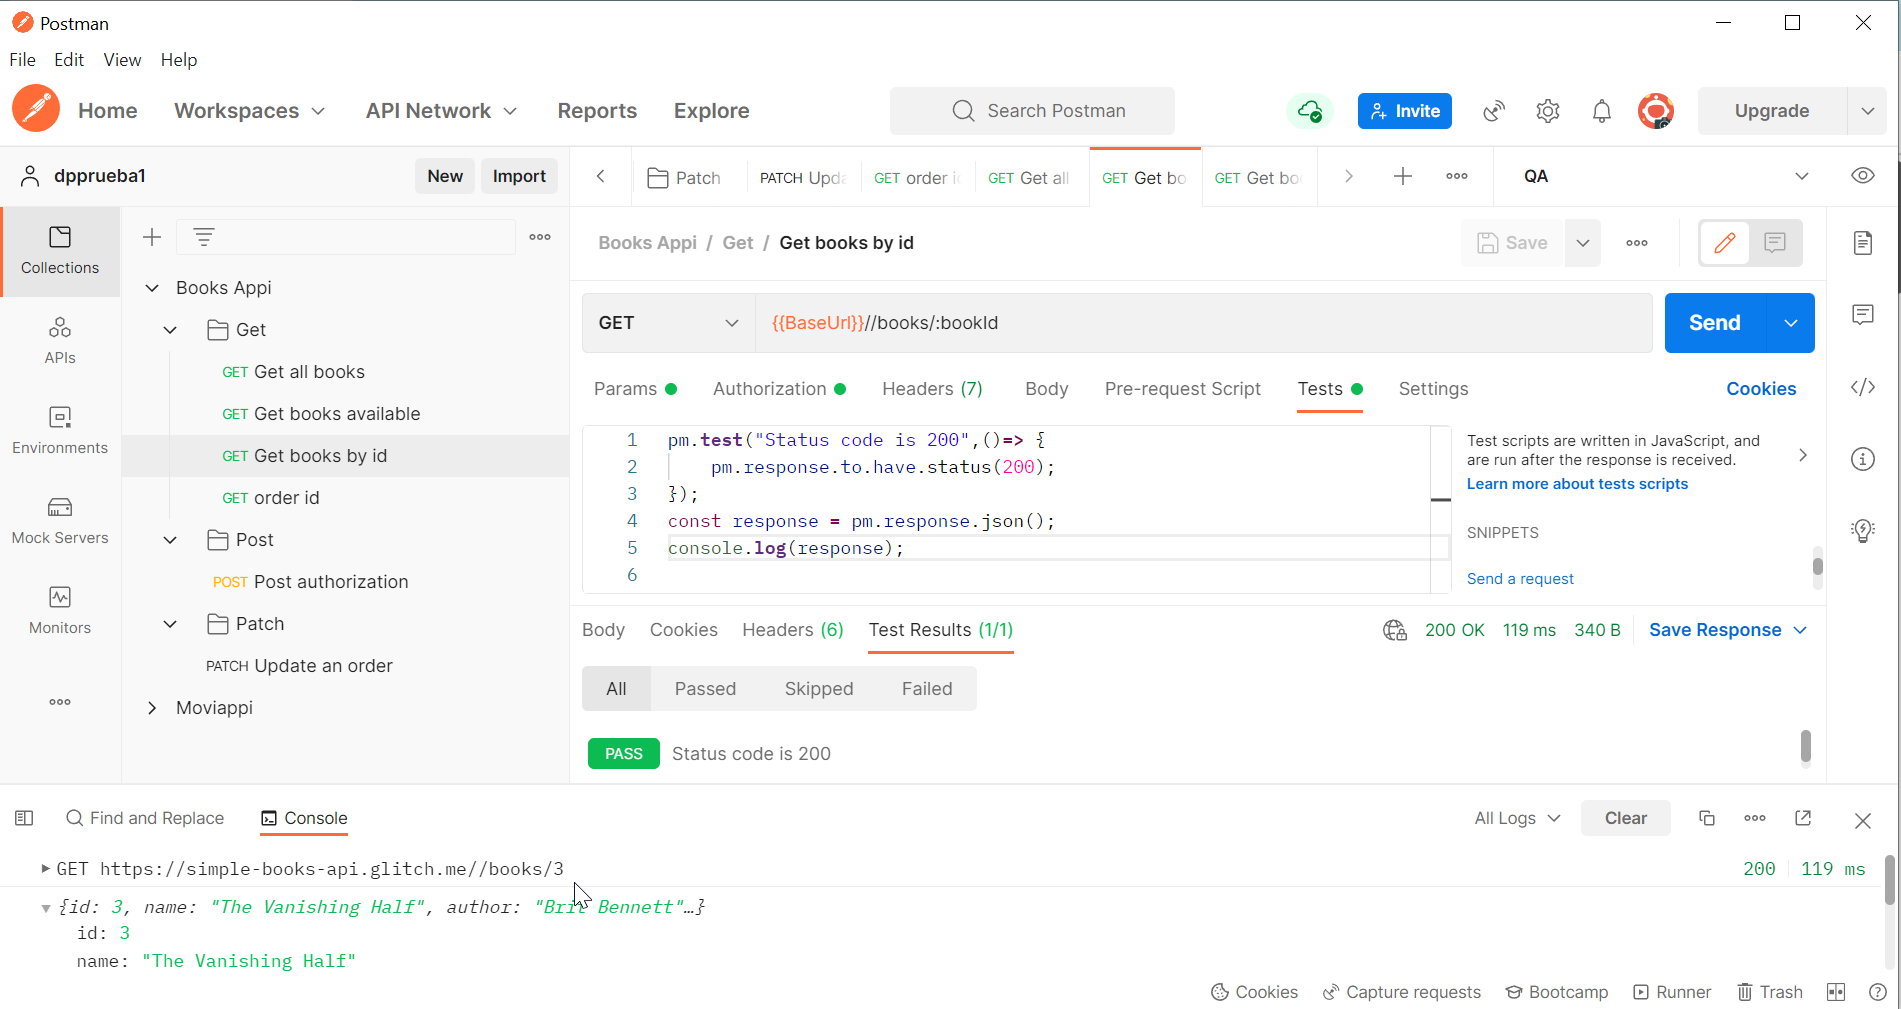 Postman
File Edit View Help
Home Workspaces API Network Reports Explore Search Postman Invite Upgrade
dpprueba1 New Import
Patch PATCH Upda GET order i GET Get all GET Get bo GET Get bo QA
Collections
APIs
Environments
Mock Servers
Monitors
Books Appi
Get
GET Get all books
GET Get books available
GET Get books by id
GET order id
Post
POST Post authorization
Patch
PATCH Update an order
Moviappi
Books Appi / Get / Get books by id Save
GET {{BaseUrl}}//books/:bookId Send
Params Authorization Headers (7) Body Pre-request Script Tests Settings Cookies
1 pm.test("Status code is 200",()=> {
2 pm.response.to.have.status(200);
3 });
4 const response = pm.response.json();
5 console.log(response);
6
Test scripts are written in JavaScript, and
are run after the response is received.
Learn more about tests scripts
SNIPPETS
Send a request
Body Cookies Headers (6) Test Results (1/1) 200 OK 119 ms 340 B Save Response
All Passed Skipped Failed
PASS Status code is 200
Find and Replace Console All Logs Clear
GET https://simple-books-api.glitch.me//books/3 200 119 ms
{id: 3, name: "The Vanishing Half", author: "Brit Bennett"…}
id: 3
name: "The Vanishing Half"
Cookies Capture requests Bootcamp Runner Trash